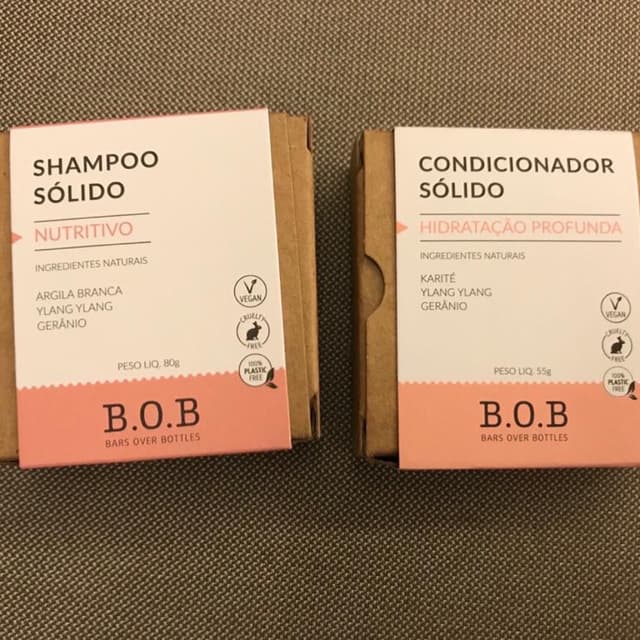 SHAMPOO
SÓLIDO
NUTRITIVO
INGREDIENTES NATURAIS
ARGILA BRANCA
YLANG YLANG
GERÂNIO
VEGAN
CRUELTY
FREE
100%
PLASTIC
FREE
PESO LIQ. 80g
B.O.B
BARS OVER BOTTLES
CONDICIONADOR
SÓLIDO
HIDRATAÇÃO PROFUNDA
INGREDIENTES NATURAIS
KARITÉ
YLANG YLANG
GERÂNIO
VEGAN
CRUELTY
FREE
100%
PLASTIC
FREE
PESO LIQ. 55g
B.O.B
BARS OVER BOTTLES